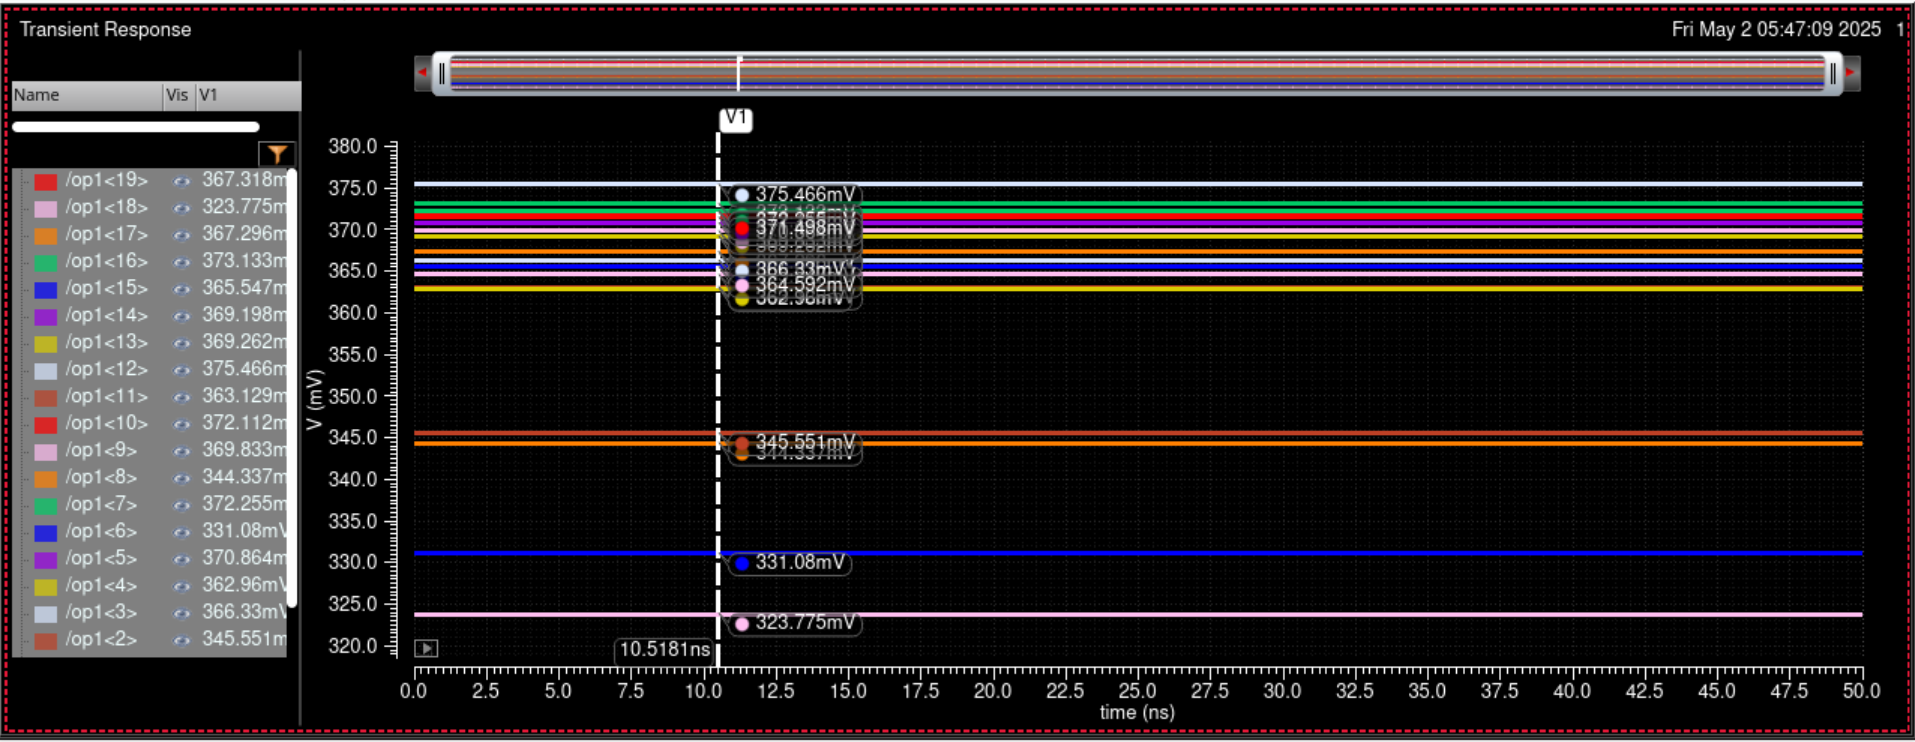 Transient Response
Fri May 2 05:47:09 2025 1
Name Vis V1
/op1<19> 367.318m
/op1<18> 323.775m
/op1<17> 367.296m
/op1<16> 373.133m
/op1<15> 365.547m
/op1<14> 369.198m
/op1<13> 369.262m
/op1<12> 375.466m
/op1<11> 363.129m
/op1<10> 372.112m
/op1<9> 369.833m
/op1<8> 344.337m
/op1<7> 372.255m
/op1<6> 331.08mV
/op1<5> 370.864m
/op1<4> 362.96mV
/op1<3> 366.33mV
/op1<2> 345.551m
V1
V (mV)
380.0
375.0
370.0
365.0
360.0
355.0
350.0
345.0
340.0
335.0
330.0
325.0
320.0
375.466mV
371.498mV
366.33mV
364.592mV
362.96mV
345.551mV
344.337mV
331.08mV
323.775mV
10.5181ns
0.0 2.5 5.0 7.5 10.0 12.5 15.0 17.5 20.0 22.5 25.0 27.5 30.0 32.5 35.0 37.5 40.0 42.5 45.0 47.5 50.0
time (ns)